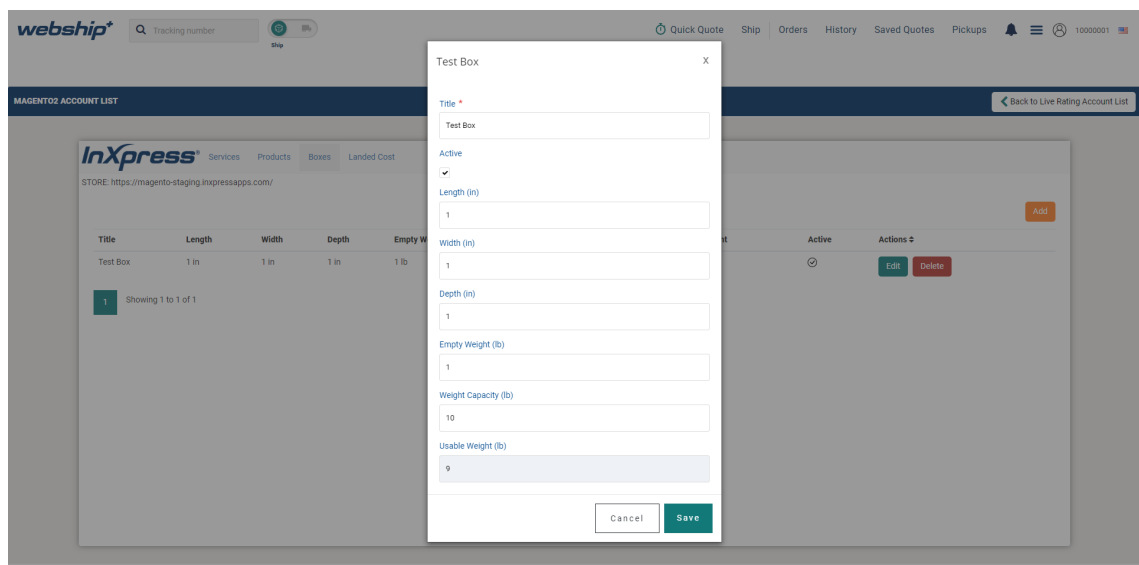 webship+
Tracking number
Ship
Quick Quote Ship Orders History Saved Quotes Pickups 10000001
MAGENTO2 ACCOUNT LIST
Back to Live Rating Account List
InXpress® Services Products Boxes Landed Cost
STORE: https://magento-staging.inxpressapps.com/
Add
Title Length Width Depth Empty W Active Actions
Test Box 1 in 1 in 1 in 1 lb Edit Delete
1 Showing 1 to 1 of 1
Test Box X
Title *
Test Box
Active
Length (in)
1
Width (in)
1
Depth (in)
1
Empty Weight (lb)
1
Weight Capacity (lb)
10
Usable Weight (lb)
9
Cancel Save